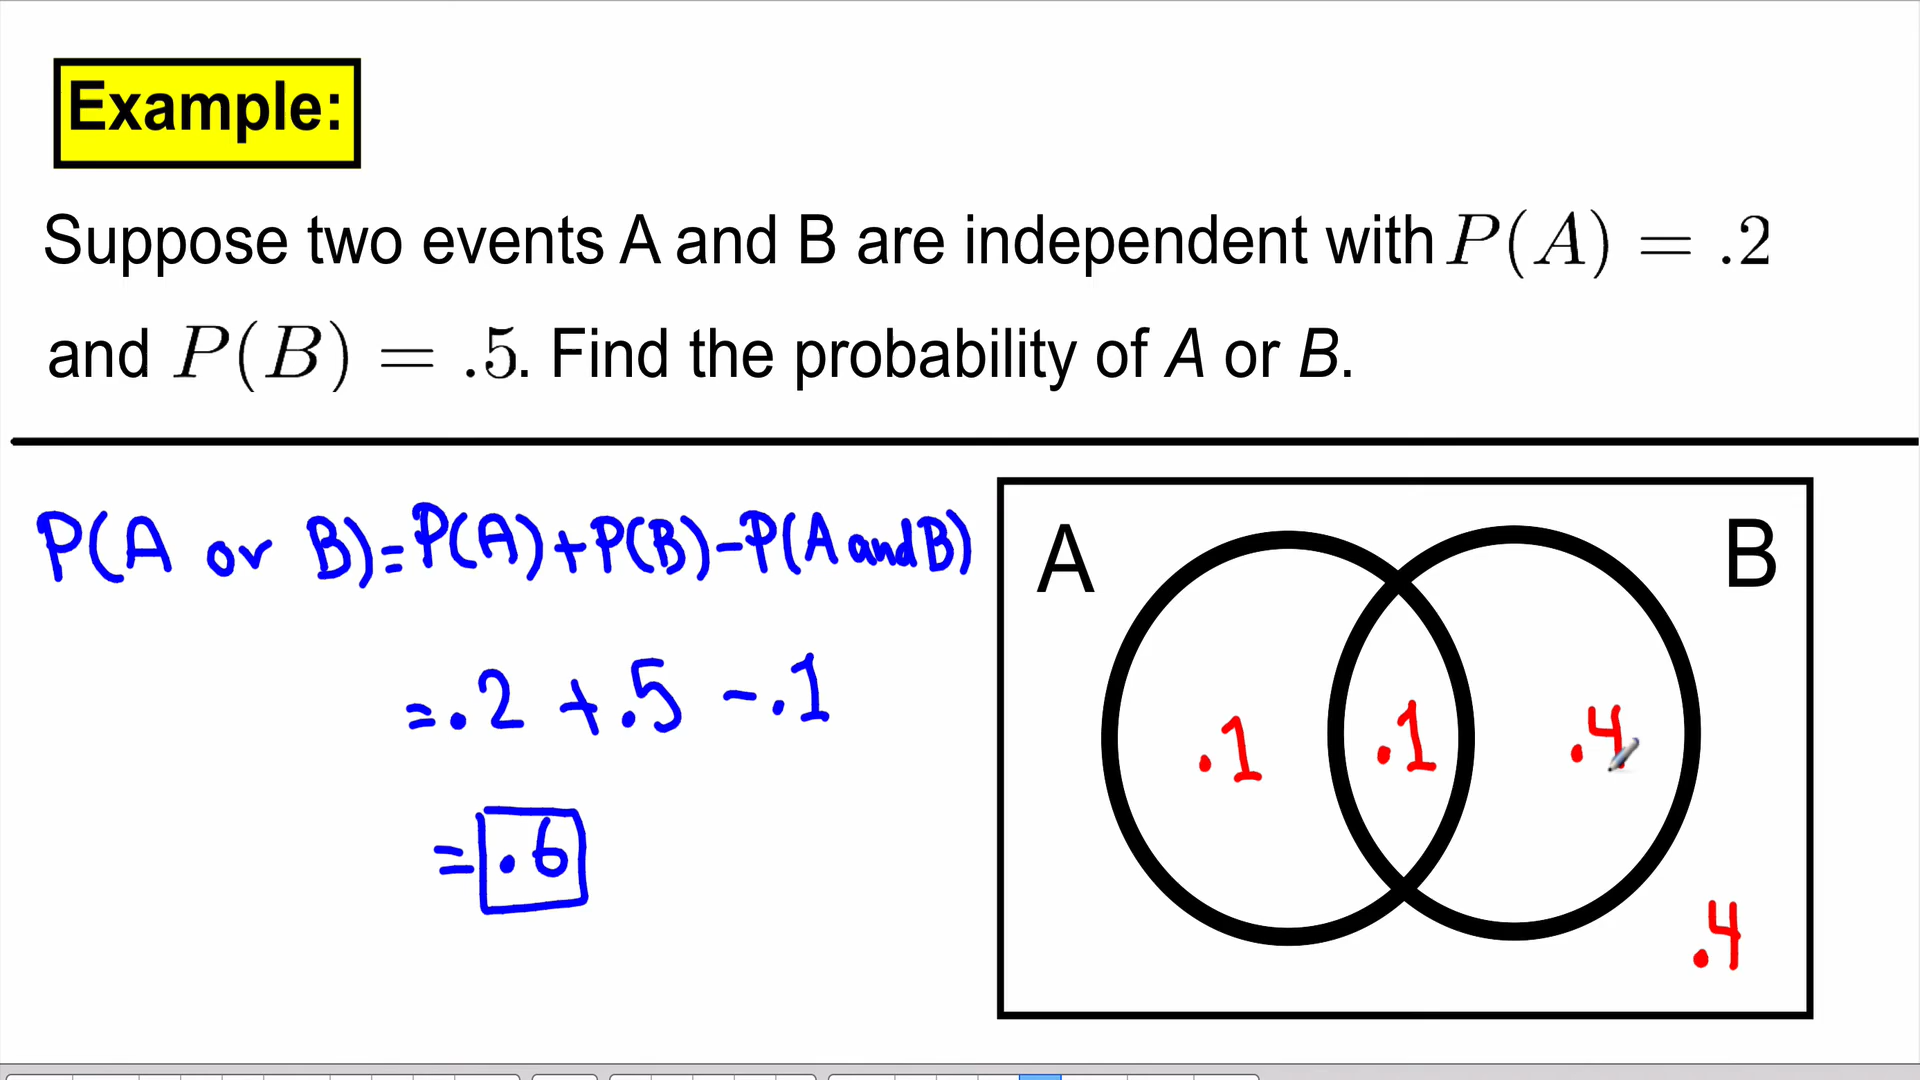 Example:
Suppose two events A and B are independent with P(A) = .2
and P(B) = .5. Find the probability of A or B.
P(A or B)=P(A)+P(B)-P(A and B)
=.2 +.5 -.1
= .6
A
B
.1
.1
.4
.4